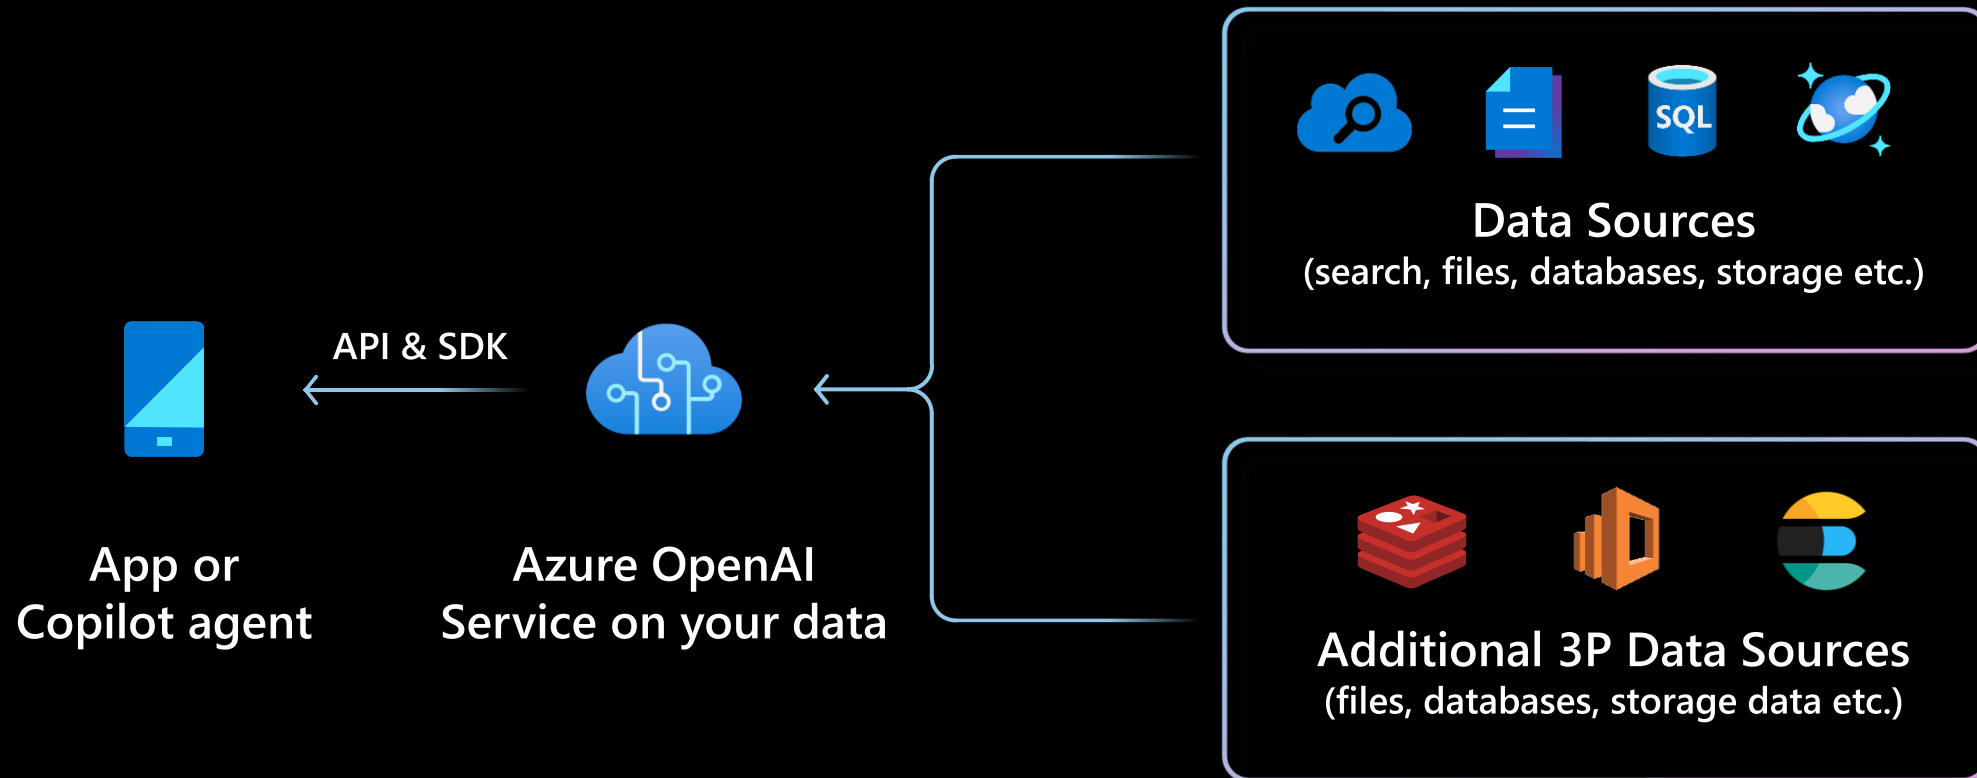 SQL
Data Sources
(search, files, databases, storage etc.)
API & SDK
App or
Copilot agent
Azure OpenAI
Service on your data
Additional 3P Data Sources
(files, databases, storage data etc.)